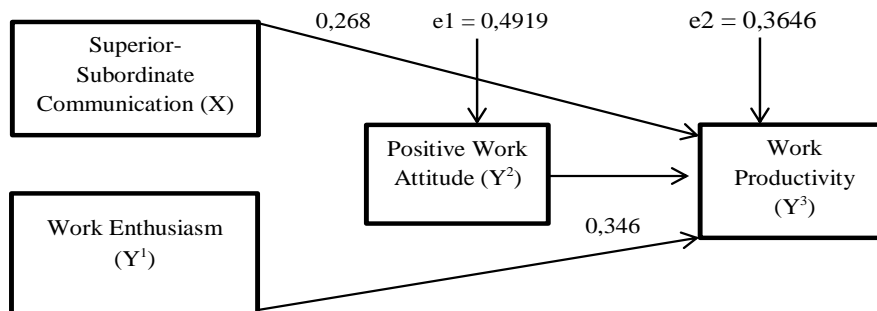 0,268
e1 = 0,4919
e2 = 0,3646
Superior-
Subordinate
Communication (X)
Positive Work
Attitude (Y²)
Work
Productivity
(Y³)
Work Enthusiasm
(Y¹)
0,346